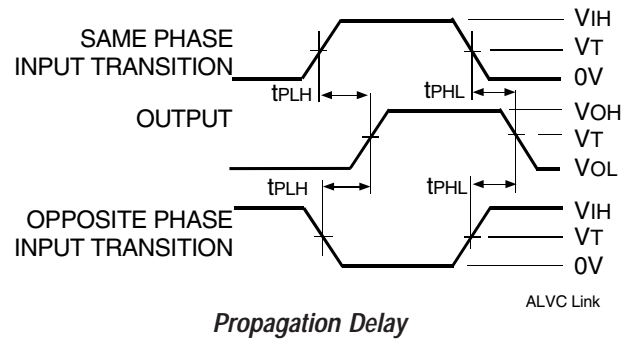 SAME PHASE
INPUT TRANSITION
VIH
VT
0V
tPLH
tPHL
OUTPUT
VOH
VT
VOL
tPLH
tPHL
OPPOSITE PHASE
INPUT TRANSITION
VIH
VT
0V
ALVC Link
Propagation Delay